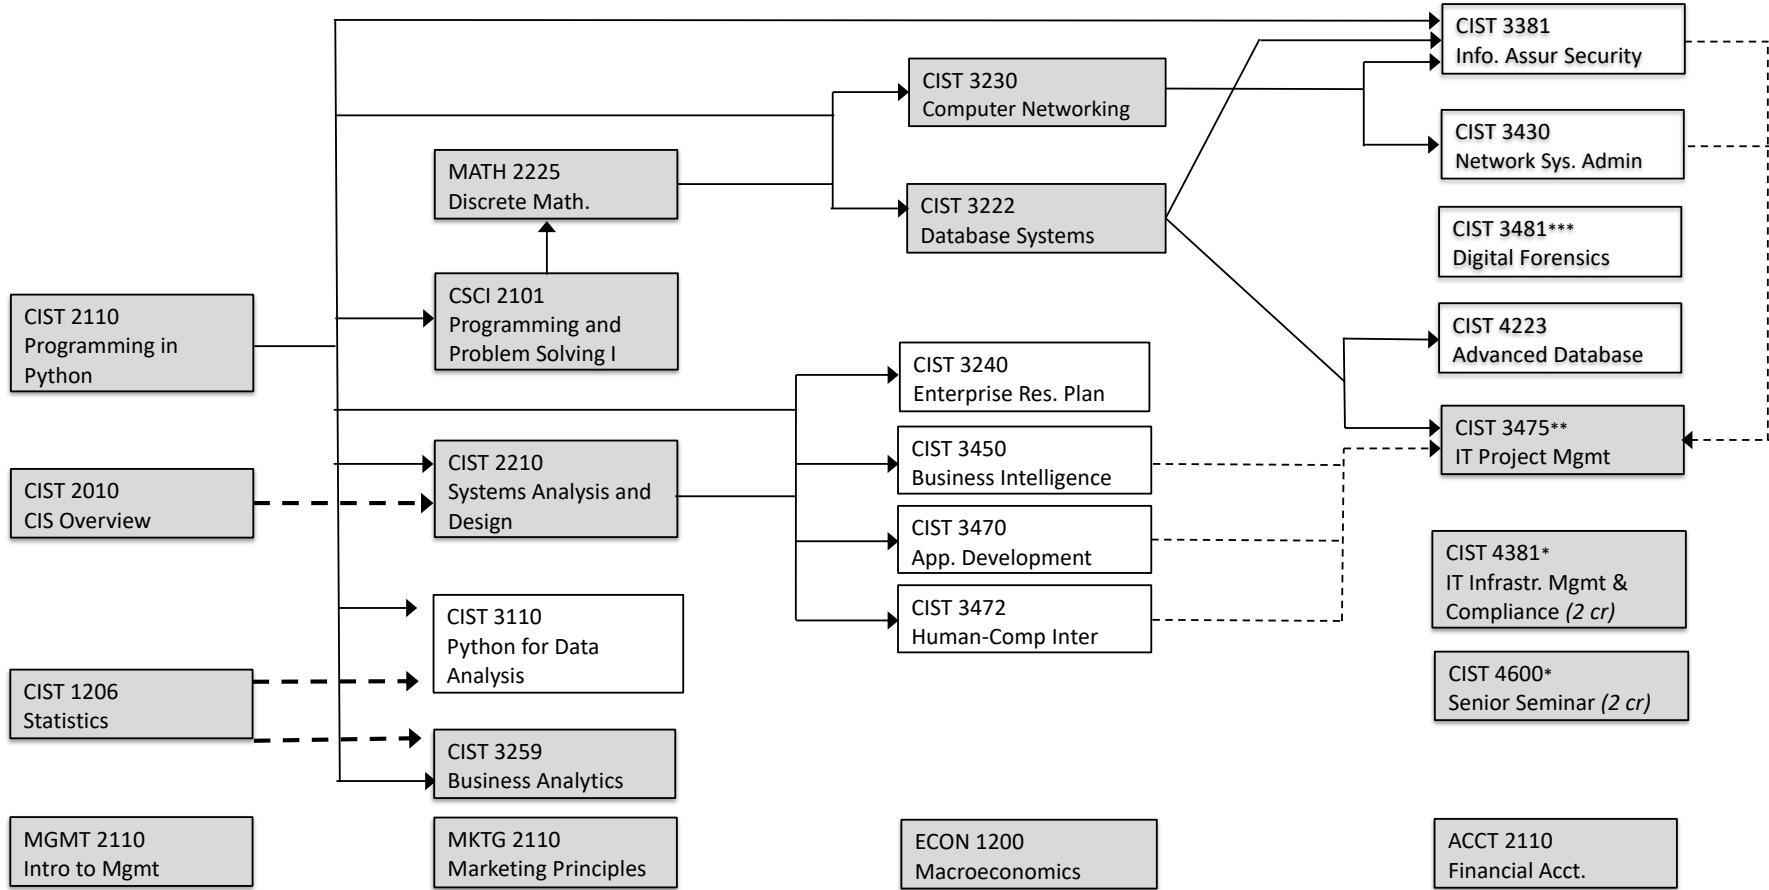 CIST 2110
Programming in
Python
CIST 2010
CIS Overview
CIST 1206
Statistics
MGMT 2110
Intro to Mgmt
MATH 2225
Discrete Math.
CSCI 2101
Programming and
Problem Solving I
CIST 2210
Systems Analysis and
Design
CIST 3110
Python for Data
Analysis
CIST 3259
Business Analytics
MKTG 2110
Marketing Principles
CIST 3230
Computer Networking
CIST 3222
Database Systems
CIST 3240
Enterprise Res. Plan
CIST 3450
Business Intelligence
CIST 3470
App. Development
CIST 3472
Human-Comp Inter
ECON 1200
Macroeconomics
CIST 3381
Info. Assur Security
CIST 3430
Network Sys. Admin
CIST 3481***
Digital Forensics
CIST 4223
Advanced Database
CIST 3475**
IT Project Mgmt
CIST 4381*
IT Infrastr. Mgmt &
Compliance (2 cr)
CIST 4600*
Senior Seminar (2 cr)
ACCT 2110
Financial Acct.